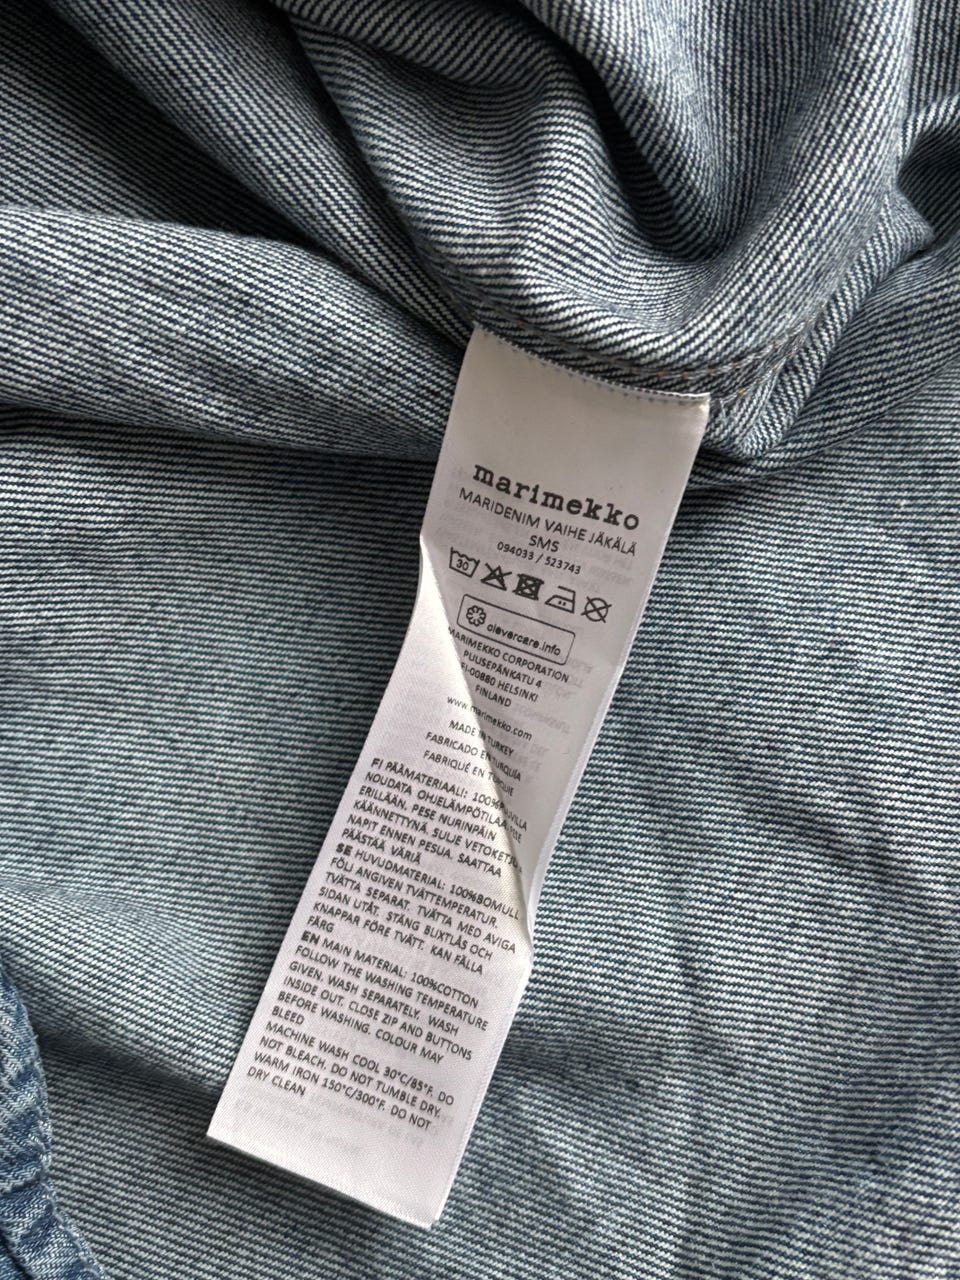 marimekko
MARIDENIM VAIHE JÄKÄLÄ
SMS
094033 / 523743
30
clevercare.info
MARIMEKKO CORPORATION
PUUSEPÄNKATU 4
FI-00880 HELSINKI
FINLAND
www.marimekko.com
MADE IN TURKEY
FABRICADO EN TURQUÍA
FABRIQUÉ EN
FI PÄÄMATERIAALI: 100%
NOUDATA OHJELÄMPÖTILAA. PESE
ERILLÄÄN. PESE NURINPÄIN
KÄÄNNETTYNÄ. SULJE VETOKETJU
NAPIT ENNEN PESUA. SAATTAA
PÄÄSTÄÄ VÄRIÄ
SE HUVUDMATERIAL: 100%BOMULL
FÖLJ ANGIVEN TVÄTTEMPERATUR.
TVÄTTA SEPARAT. TVÄTTA MED AVIGA
SIDAN UTÅT. STÄNG BLIXTLÅS OCH
KNAPPAR FÖRE TVÄTT. KAN FÄLLA
FÄRG
EN MAIN MATERIAL: 100%COTTON
FOLLOW THE WASHING TEMPERATURE
GIVEN. WASH SEPARATELY. WASH
INSIDE OUT. CLOSE ZIP AND BUTTONS
BEFORE WASHING. COLOUR MAY
BLEED
MACHINE WASH COOL 30°C/85°F. DO
NOT BLEACH. DO NOT TUMBLE DRY.
WARM IRON 150°C/300°F. DO NOT
DRY CLEAN